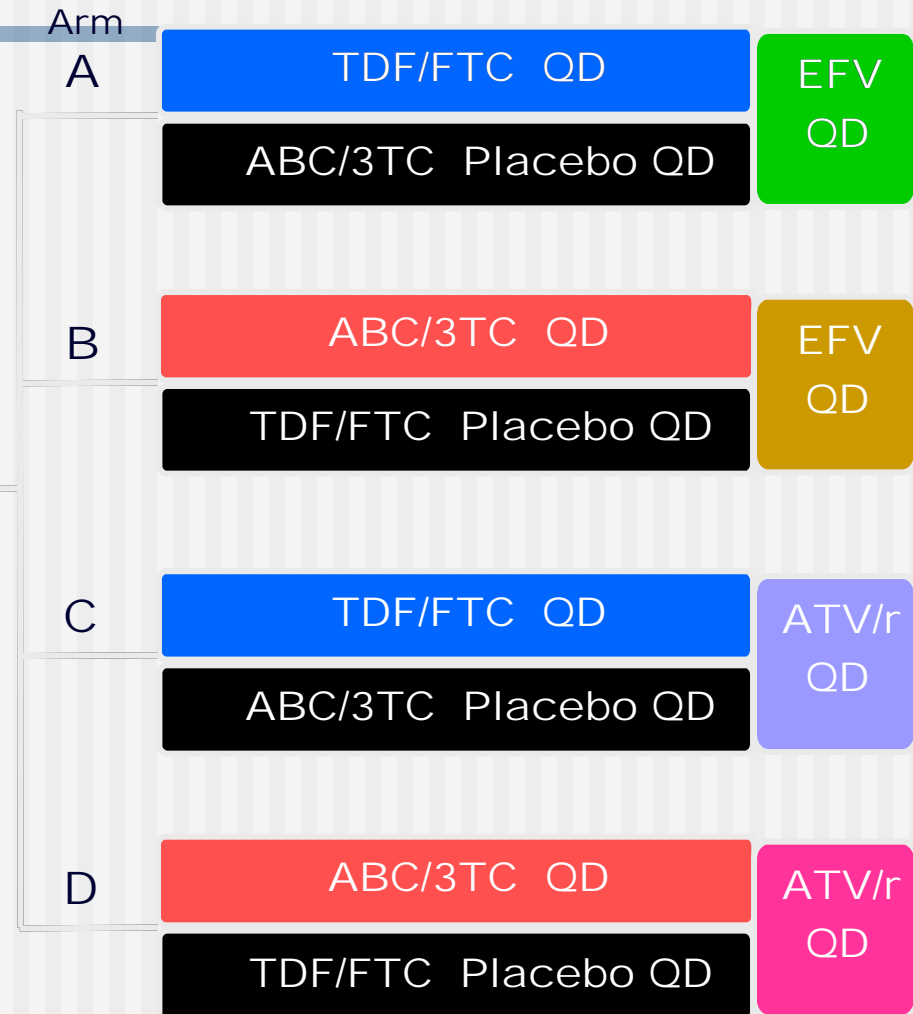 Arm
A
TDF/FTC QD
ABC/3TC Placebo QD
EFV
QD
B
ABC/3TC QD
TDF/FTC Placebo QD
EFV
QD
C
TDF/FTC QD
ABC/3TC Placebo QD
ATV/r
QD
D
ABC/3TC QD
TDF/FTC Placebo QD
ATV/r
QD